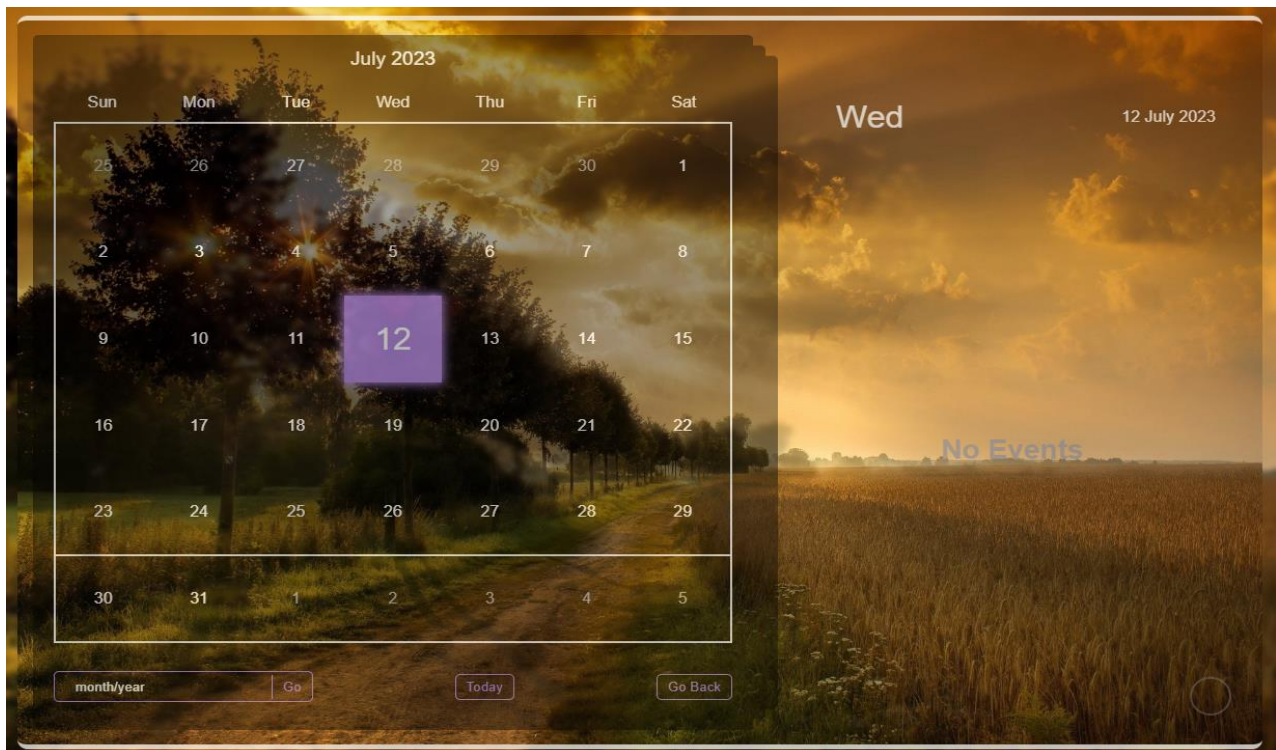 July 2023
Sun Mon Tue Wed Thu Fri Sat
25 26 27 28 29 30 1
2 3 4 5 6 7 8
9 10 11 12 13 14 15
16 17 18 19 20 21 22
23 24 25 26 27 28 29
30 31 1 2 3 4 5
month/year Go Today Go Back
Wed 12 July 2023
No Events